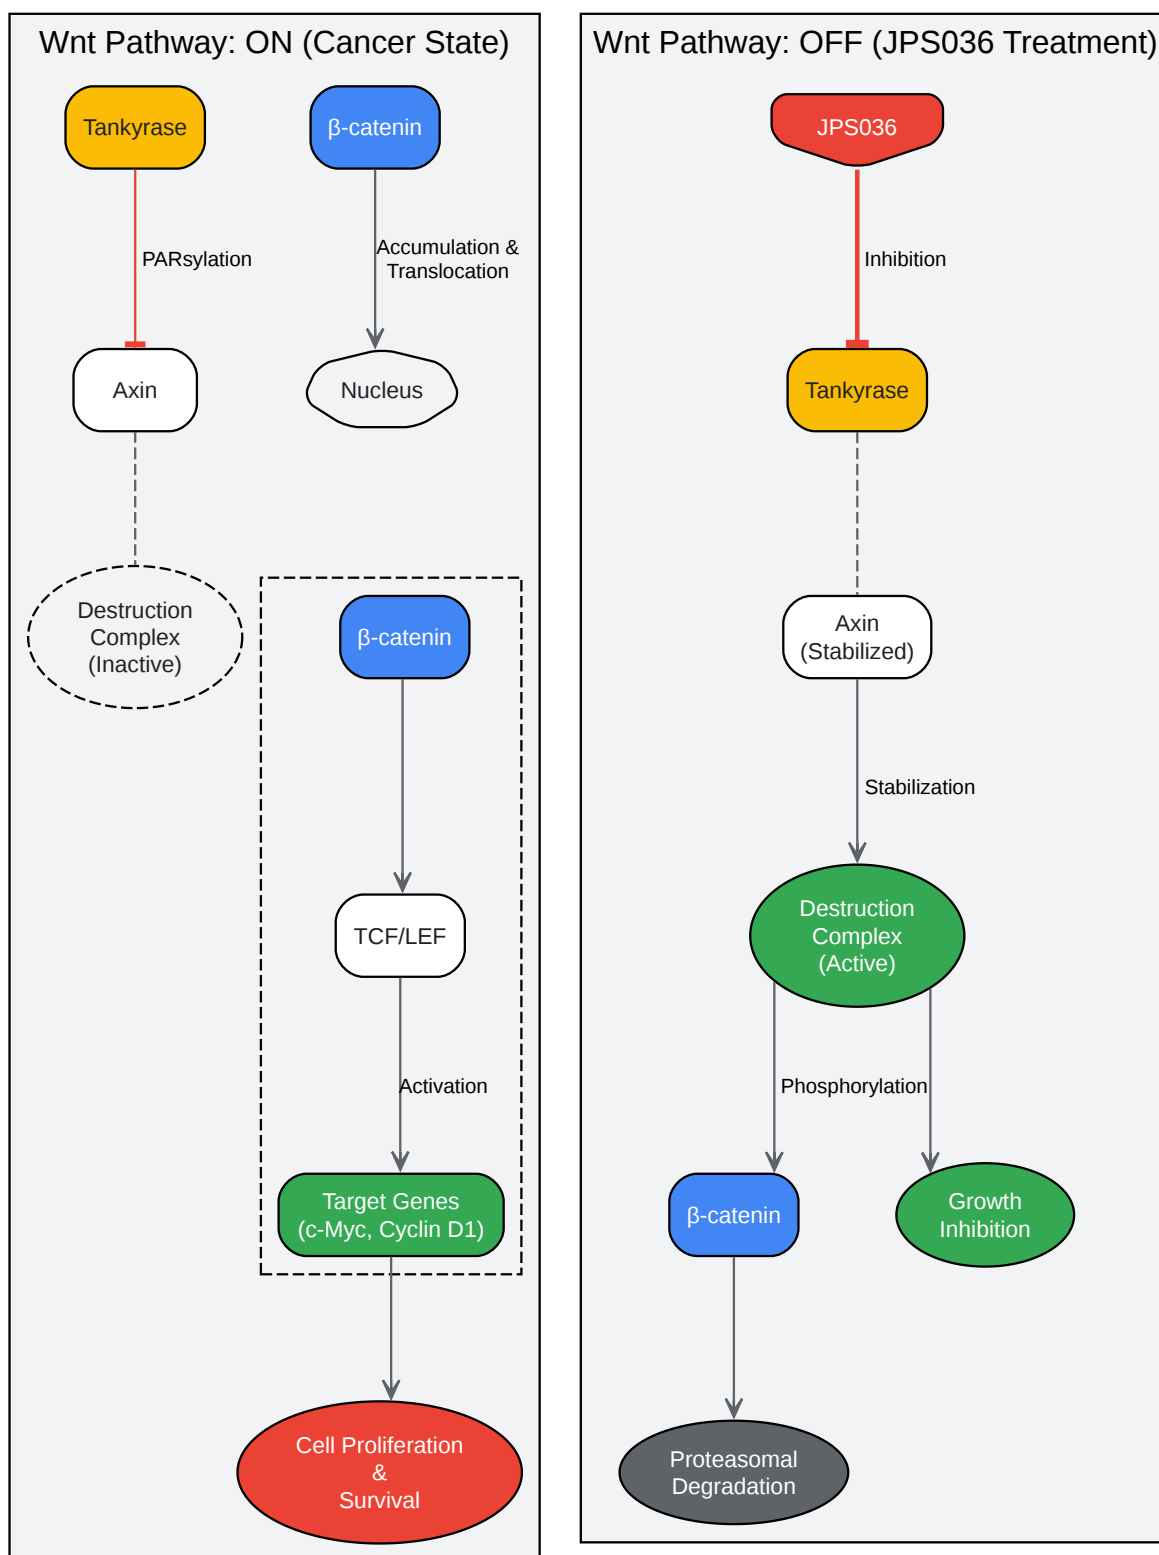 Wnt Pathway: ON (Cancer State)
Tankyrase
β-catenin
PARsylation
Accumulation &
Translocation
Axin
Nucleus
Destruction
Complex
(Inactive)
β-catenin
TCF/LEF
Activation
Target Genes
(c-Myc, Cyclin D1)
Cell Proliferation
&
Survival
Wnt Pathway: OFF (JPS036 Treatment)
JPS036
Inhibition
Tankyrase
Axin
(Stabilized)
Stabilization
Destruction
Complex
(Active)
Phosphorylation
β-catenin
Growth
Inhibition
Proteasomal
Degradation